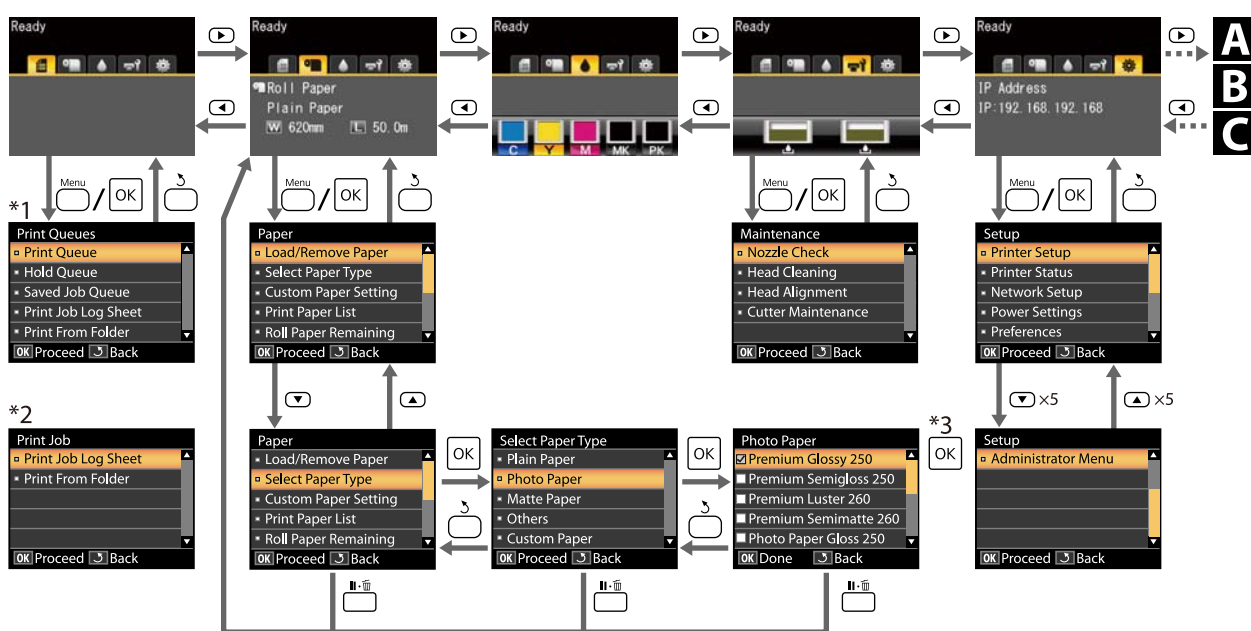 Ready
Ready
Roll Paper
Plain Paper
W 620mm L 50.0m
Ready
C Y M MK PK
Ready
Ready
IP Address
IP:192.168.192.168
A
B
C
Menu / OK
Menu / OK
Menu / OK
Menu / OK
*1
Print Queues
Print Queue
Hold Queue
Saved Job Queue
Print Job Log Sheet
Print From Folder
OK Proceed Back
Paper
Load/Remove Paper
Select Paper Type
Custom Paper Setting
Print Paper List
Roll Paper Remaining
OK Proceed Back
Maintenance
Nozzle Check
Head Cleaning
Head Alignment
Cutter Maintenance
OK Proceed Back
Setup
Printer Setup
Printer Status
Network Setup
Power Settings
Preferences
OK Proceed Back
×5
×5
*2
Print Job
Print Job Log Sheet
Print From Folder
OK Proceed Back
Paper
Load/Remove Paper
Select Paper Type
Custom Paper Setting
Print Paper List
Roll Paper Remaining
OK Proceed Back
OK
Select Paper Type
Plain Paper
Photo Paper
Matte Paper
Others
Custom Paper
OK Proceed Back
OK
Photo Paper
Premium Glossy 250
Premium Semigloss 250
Premium Luster 260
Premium Semimatte 260
Photo Paper Gloss 250
OK Done Back
*3
OK
Setup
Administrator Menu
OK Proceed Back